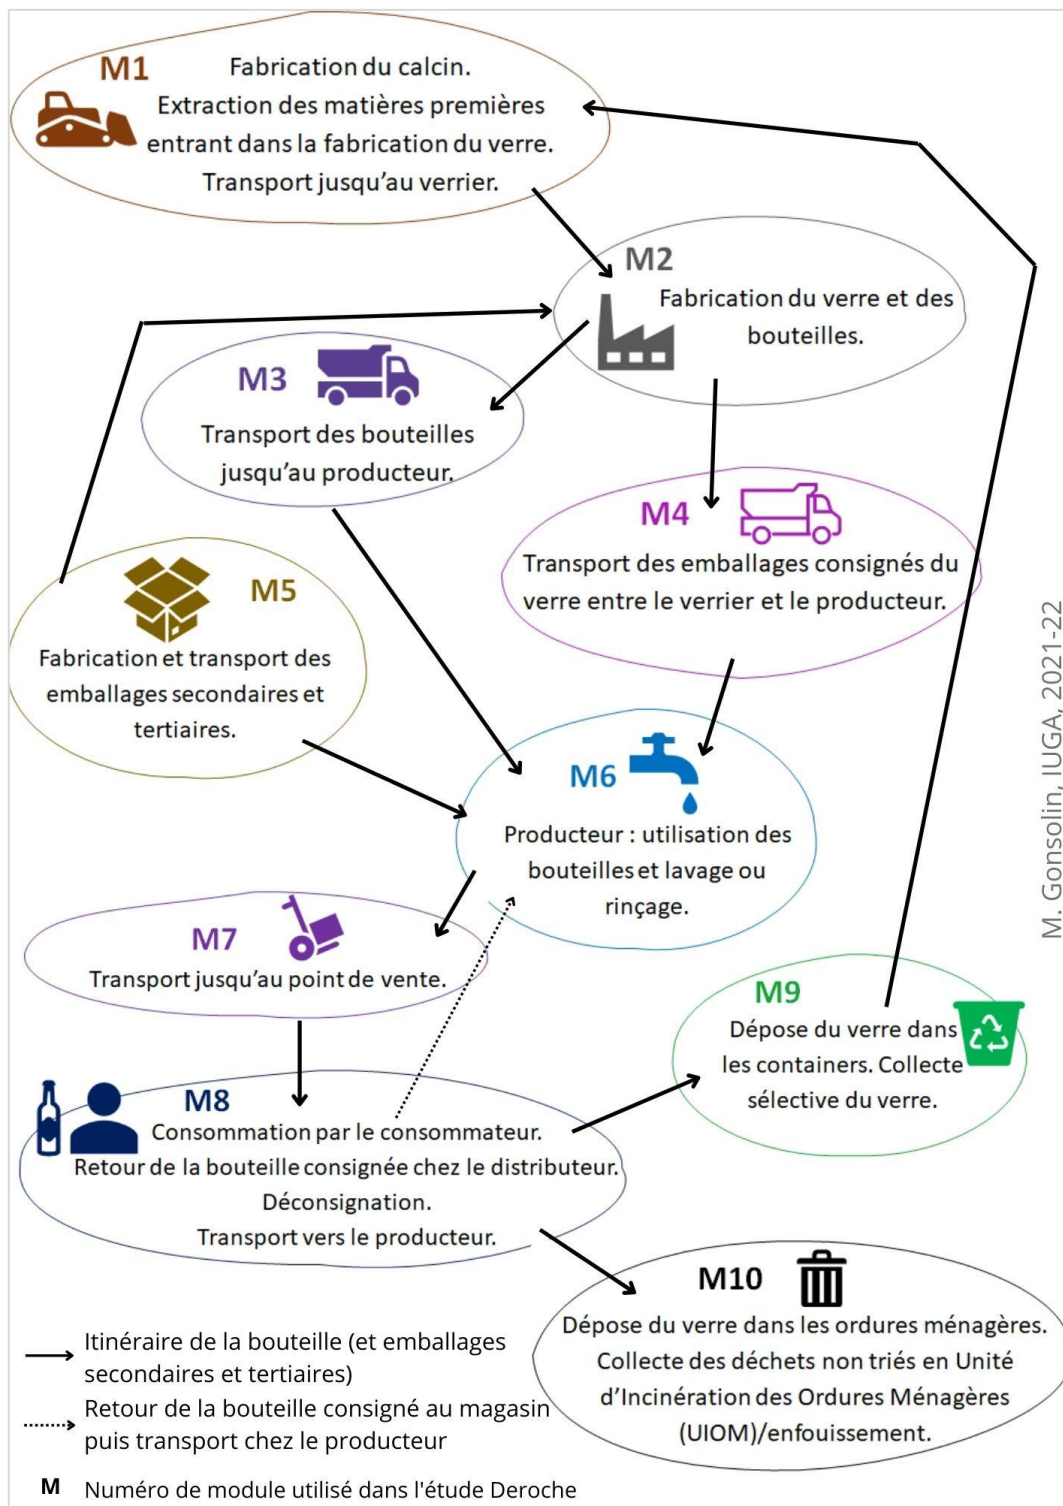 M1
Fabrication du calcin.
Extraction des matières premières
entrant dans la fabrication du verre.
Transport jusqu'au verrier.
M2
Fabrication du verre et des
bouteilles.
M3
Transport des bouteilles
jusqu'au producteur.
M4
Transport des emballages consignés du
verre entre le verrier et le producteur.
M5
Fabrication et transport des
emballages secondaires et
tertiaires.
M6
Producteur : utilisation des
bouteilles et lavage ou
rinçage.
M7
Transport jusqu'au point de vente.
M8
Consommation par le consommateur.
Retour de la bouteille consignée chez le distributeur.
Déconsignation.
Transport vers le producteur.
M9
Dépose du verre dans
les containers. Collecte
sélective du verre.
M10
Dépose du verre dans les ordures ménagères.
Collecte des déchets non triés en Unité
d'Incinération des Ordures Ménagères
(UIOM)/enfouissement.
Itinéraire de la bouteille (et emballages
secondaires et tertiaires)
Retour de la bouteille consigné au magasin
puis transport chez le producteur
M Numéro de module utilisé dans l'étude Deroche
M. Gonsolin, IUGA, 2021-22